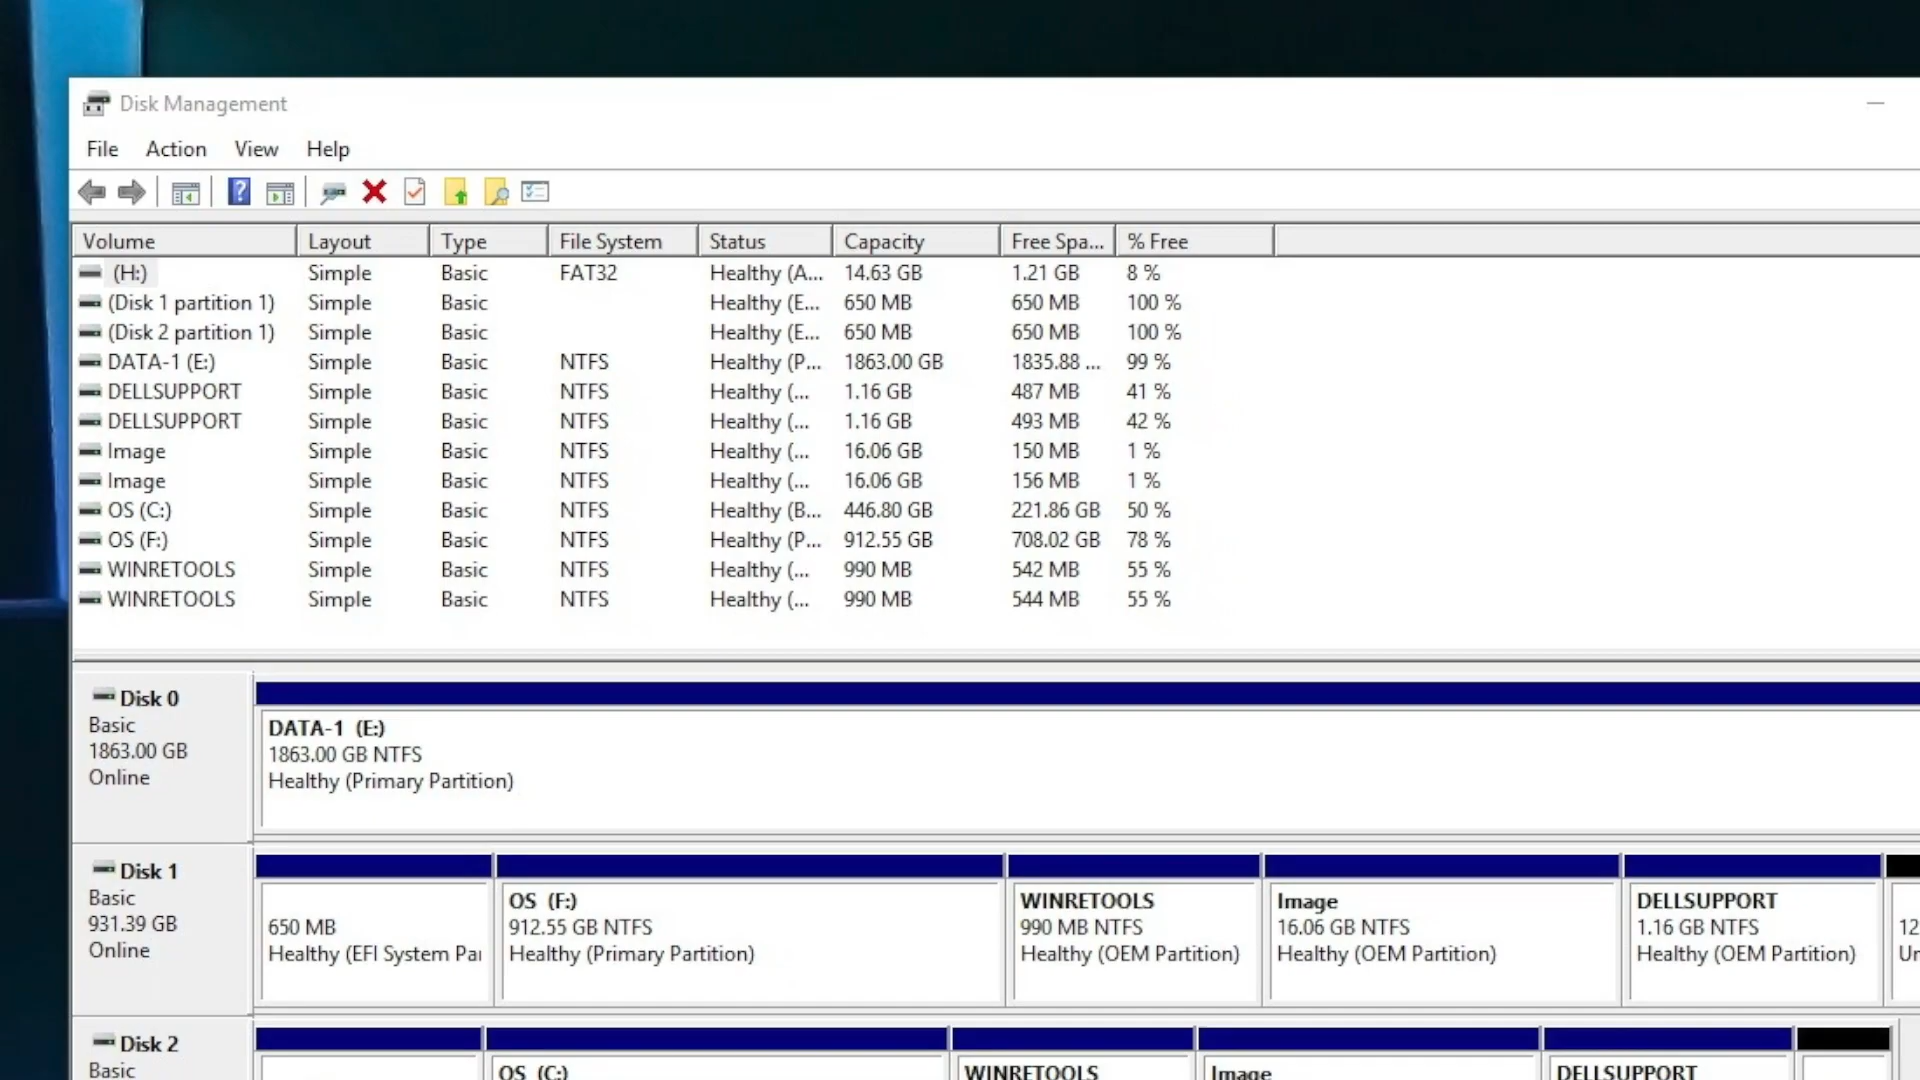 Disk Management
File Action View Help
Volume Layout Type File System Status Capacity Free Spa... % Free
(H:) Simple Basic FAT32 Healthy (A... 14.63 GB 1.21 GB 8 %
(Disk 1 partition 1) Simple Basic Healthy (E... 650 MB 650 MB 100 %
(Disk 2 partition 1) Simple Basic Healthy (E... 650 MB 650 MB 100 %
DATA-1 (E:) Simple Basic NTFS Healthy (P... 1863.00 GB 1835.88 ... 99 %
DELLSUPPORT Simple Basic NTFS Healthy (... 1.16 GB 487 MB 41 %
DELLSUPPORT Simple Basic NTFS Healthy (... 1.16 GB 493 MB 42 %
Image Simple Basic NTFS Healthy (... 16.06 GB 150 MB 1 %
Image Simple Basic NTFS Healthy (... 16.06 GB 156 MB 1 %
OS (C:) Simple Basic NTFS Healthy (B... 446.80 GB 221.86 GB 50 %
OS (F:) Simple Basic NTFS Healthy (P... 912.55 GB 708.02 GB 78 %
WINRETOOLS Simple Basic NTFS Healthy (... 990 MB 542 MB 55 %
WINRETOOLS Simple Basic NTFS Healthy (... 990 MB 544 MB 55 %
Disk 0
Basic
1863.00 GB
Online
DATA-1 (E:)
1863.00 GB NTFS
Healthy (Primary Partition)
Disk 1
Basic
931.39 GB
Online
650 MB
Healthy (EFI System Par
OS (F:)
912.55 GB NTFS
Healthy (Primary Partition)
WINRETOOLS
990 MB NTFS
Healthy (OEM Partition)
Image
16.06 GB NTFS
Healthy (OEM Partition)
DELLSUPPORT
1.16 GB NTFS
Healthy (OEM Partition)
12
Un
Disk 2
Basic
OS (C:)
WINRETOOLS
Image
DELLSUPPORT